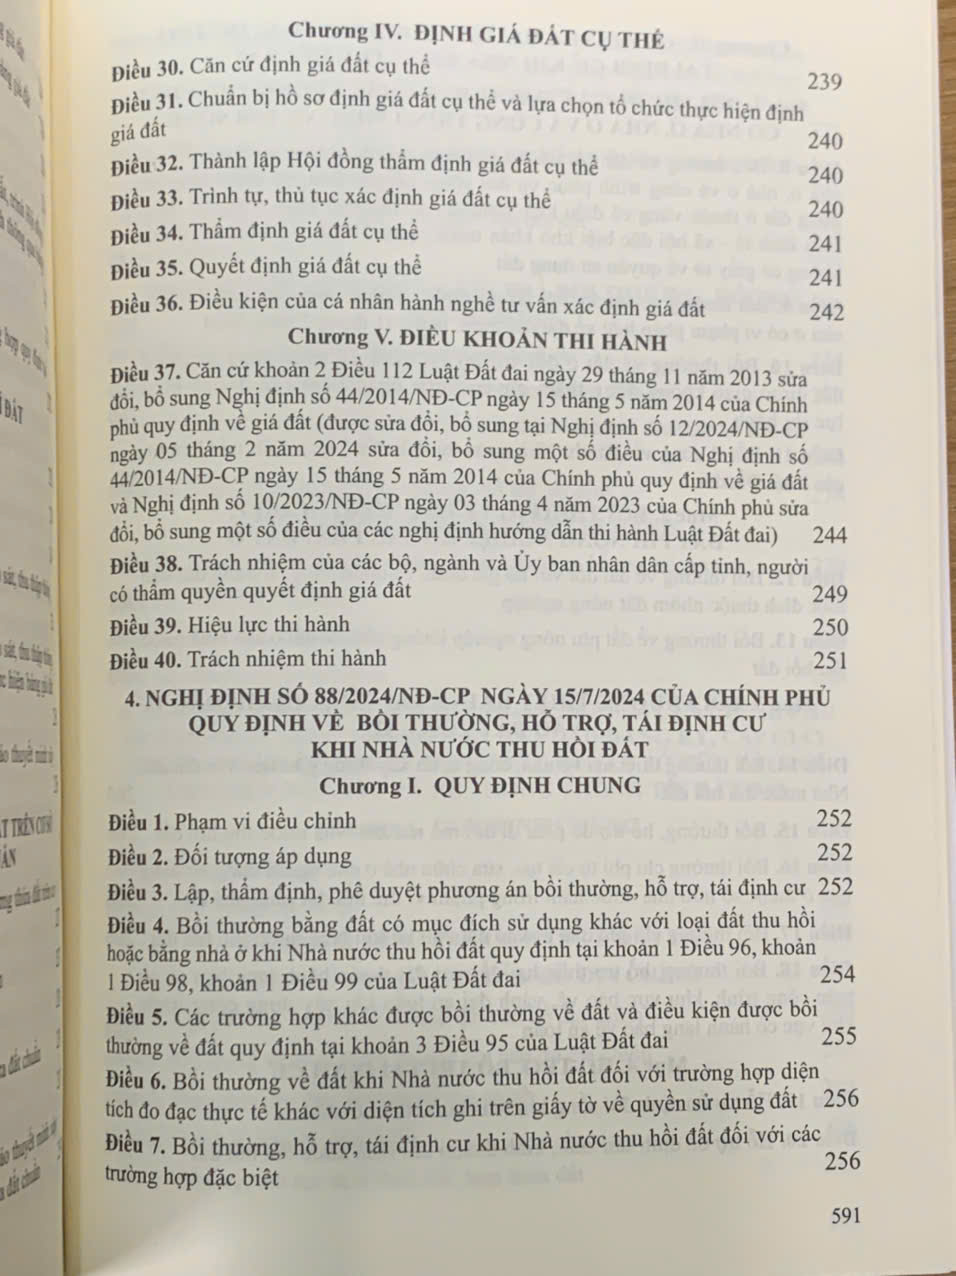 Chương IV. ĐỊNH GIÁ ĐẤT CỤ THỂ
Điều 30. Căn cứ định giá đất cụ thể 239
Điều 31. Chuẩn bị hồ sơ định giá đất cụ thể và lựa chọn tổ chức thực hiện định
giá đất 240
Điều 32. Thành lập Hội đồng thẩm định giá đất cụ thể 240
Điều 33. Trình tự, thủ tục xác định giá đất cụ thể 240
Điều 34. Thẩm định giá đất cụ thể 241
Điều 35. Quyết định giá đất cụ thể 241
Điều 36. Điều kiện của cá nhân hành nghề tư vấn xác định giá đất 242
Chương V. ĐIỀU KHOẢN THI HÀNH
Điều 37. Căn cứ khoản 2 Điều 112 Luật Đất đai ngày 29 tháng 11 năm 2013 sửa
đổi, bổ sung Nghị định số 44/2014/NĐ-CP ngày 15 tháng 5 năm 2014 của Chính
phủ quy định về giá đất (được sửa đổi, bổ sung tại Nghị định số 12/2024/NĐ-CP
ngày 05 tháng 2 năm 2024 sửa đổi, bổ sung một số điều của Nghị định số
44/2014/NĐ-CP ngày 15 tháng 5 năm 2014 của Chính phủ quy định về giá đất
và Nghị định số 10/2023/NĐ-CP ngày 03 tháng 4 năm 2023 của Chính phủ sửa
đổi, bổ sung một số điều của các nghị định hướng dẫn thi hành Luật Đất đai) 244
Điều 38. Trách nhiệm của các bộ, ngành và Ủy ban nhân dân cấp tỉnh, người
có thẩm quyền quyết định giá đất 249
Điều 39. Hiệu lực thi hành 250
Điều 40. Trách nhiệm thi hành 251
4. NGHỊ ĐỊNH SỐ 88/2024/NĐ-CP NGÀY 15/7/2024 CỦA CHÍNH PHỦ
QUY ĐỊNH VỀ BỒI THƯỜNG, HỖ TRỢ, TÁI ĐỊNH CƯ
KHI NHÀ NƯỚC THU HỒI ĐẤT
Chương I. QUY ĐỊNH CHUNG
Điều 1. Phạm vi điều chỉnh 252
Điều 2. Đối tượng áp dụng 252
Điều 3. Lập, thẩm định, phê duyệt phương án bồi thường, hỗ trợ, tái định cư 252
Điều 4. Bồi thường bằng đất có mục đích sử dụng khác với loại đất thu hồi
hoặc bằng nhà ở khi Nhà nước thu hồi đất quy định tại khoản 1 Điều 96, khoản
1 Điều 98, khoản 1 Điều 99 của Luật Đất đai 254
Điều 5. Các trường hợp khác được bồi thường về đất và điều kiện được bồi
thường về đất quy định tại khoản 3 Điều 95 của Luật Đất đai 255
Điều 6. Bồi thường về đất khi Nhà nước thu hồi đất đối với trường hợp diện
tích đo đạc thực tế khác với diện tích ghi trên giấy tờ về quyền sử dụng đất 256
Điều 7. Bồi thường, hỗ trợ, tái định cư khi Nhà nước thu hồi đất đối với các
trường hợp đặc biệt 256
591